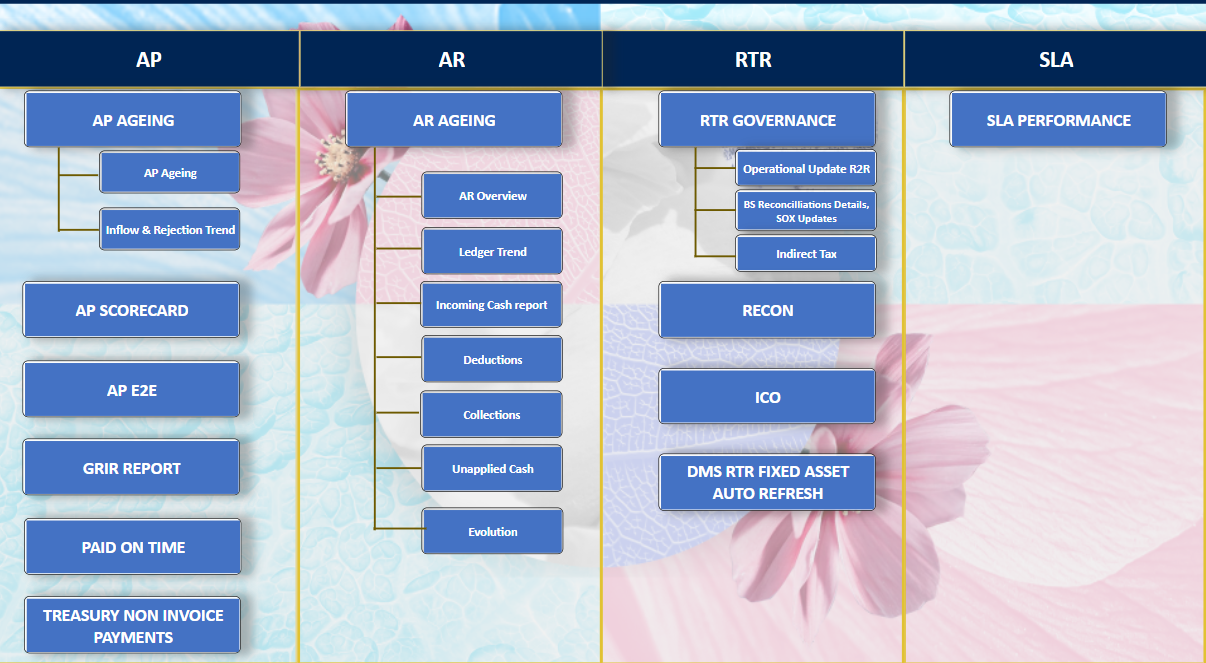 AP
AR
RTR
SLA
AP AGEING
AP Ageing
Inflow & Rejection Trend
AP SCORECARD
AP E2E
GRIR REPORT
PAID ON TIME
TREASURY NON INVOICE
PAYMENTS
AR AGEING
AR Overview
Ledger Trend
Incoming Cash report
Deductions
Collections
Unapplied Cash
Evolution
RTR GOVERNANCE
Operational Update R2R
BS Reconcilliations Details,
SOX Updates
Indirect Tax
RECON
ICO
DMS RTR FIXED ASSET
AUTO REFRESH
SLA PERFORMANCE